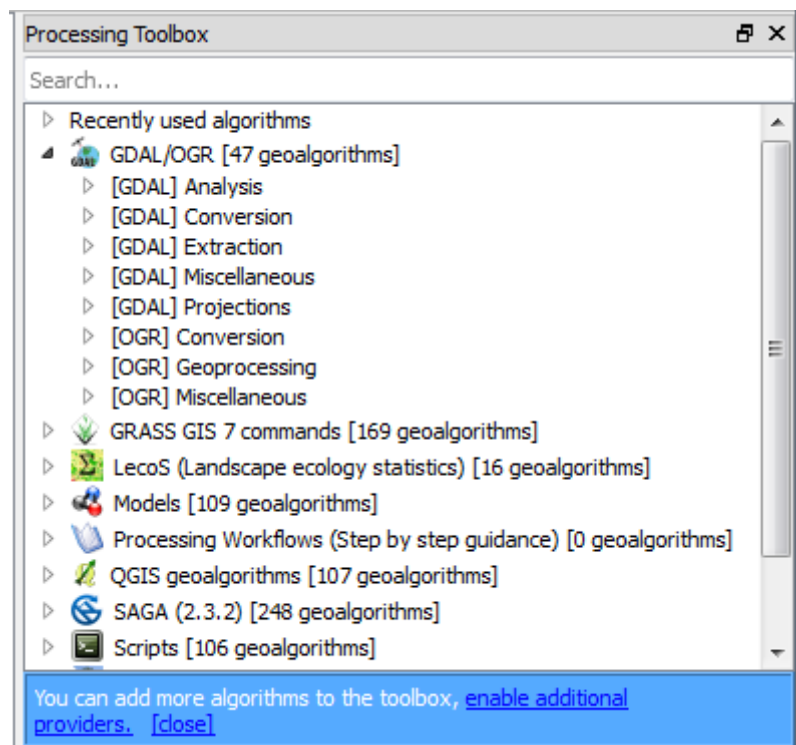 Processing Toolbox
Search...
Recently used algorithms
GDAL/OGR [47 geoalgorithms]
[GDAL] Analysis
[GDAL] Conversion
[GDAL] Extraction
[GDAL] Miscellaneous
[GDAL] Projections
[OGR] Conversion
[OGR] Geoprocessing
[OGR] Miscellaneous
GRASS GIS 7 commands [169 geoalgorithms]
LecoS (Landscape ecology statistics) [16 geoalgorithms]
Models [109 geoalgorithms]
Processing Workflows (Step by step guidance) [0 geoalgorithms]
QGIS geoalgorithms [107 geoalgorithms]
SAGA (2.3.2) [248 geoalgorithms]
Scripts [106 geoalgorithms]
You can add more algorithms to the toolbox, enable additional
providers. [close]